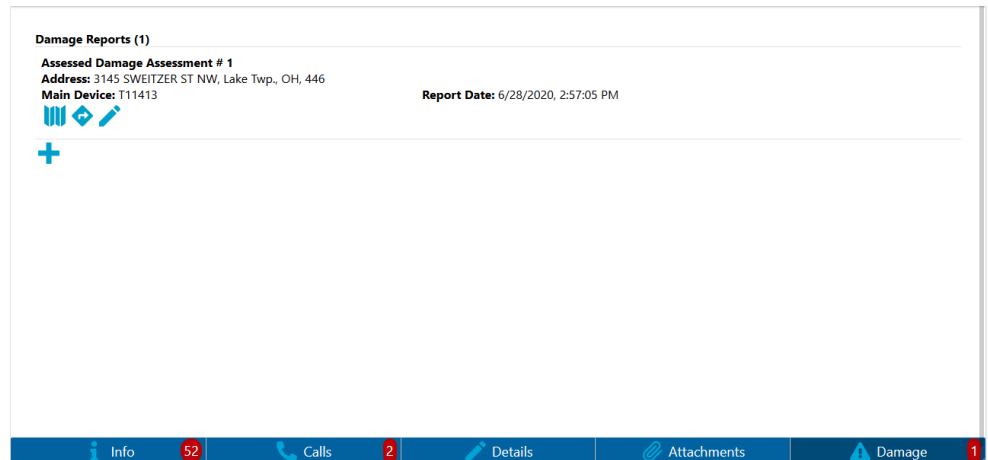 Damage Reports (1)
Assessed Damage Assessment # 1
Address: 3145 SWEITZER ST NW, Lake Twp., OH, 446
Main Device: T11413 Report Date: 6/28/2020, 2:57:05 PM
Info 52 Calls 2 Details Attachments Damage 1